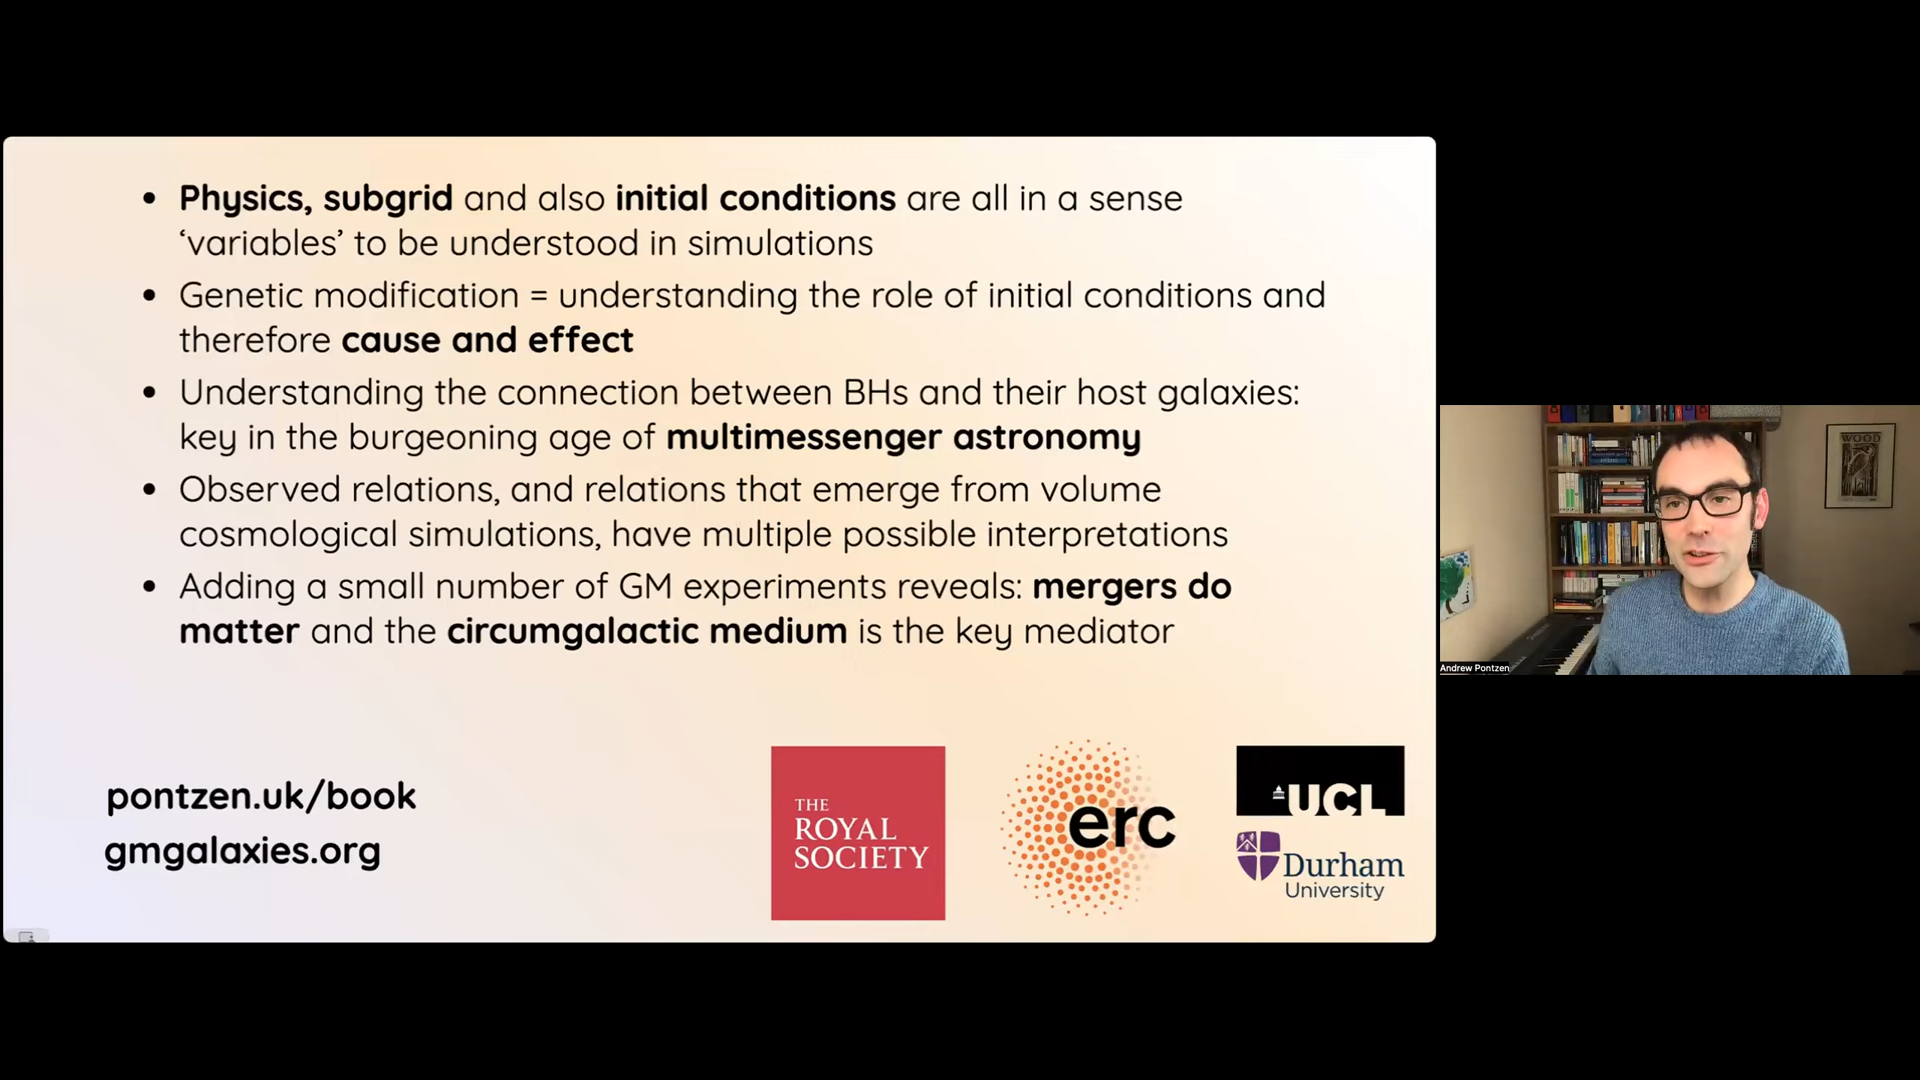 • Physics, subgrid and also initial conditions are all in a sense
‘variables’ to be understood in simulations
• Genetic modification = understanding the role of initial conditions and
therefore cause and effect
• Understanding the connection between BHs and their host galaxies:
key in the burgeoning age of multimessenger astronomy
• Observed relations, and relations that emerge from volume
cosmological simulations, have multiple possible interpretations
• Adding a small number of GM experiments reveals: mergers do
matter and the circumgalactic medium is the key mediator
pontzen.uk/book
gmgalaxies.org
THE
ROYAL
SOCIETY
erc
UCL
Durham
University
WOOD
Andrew Pontzen